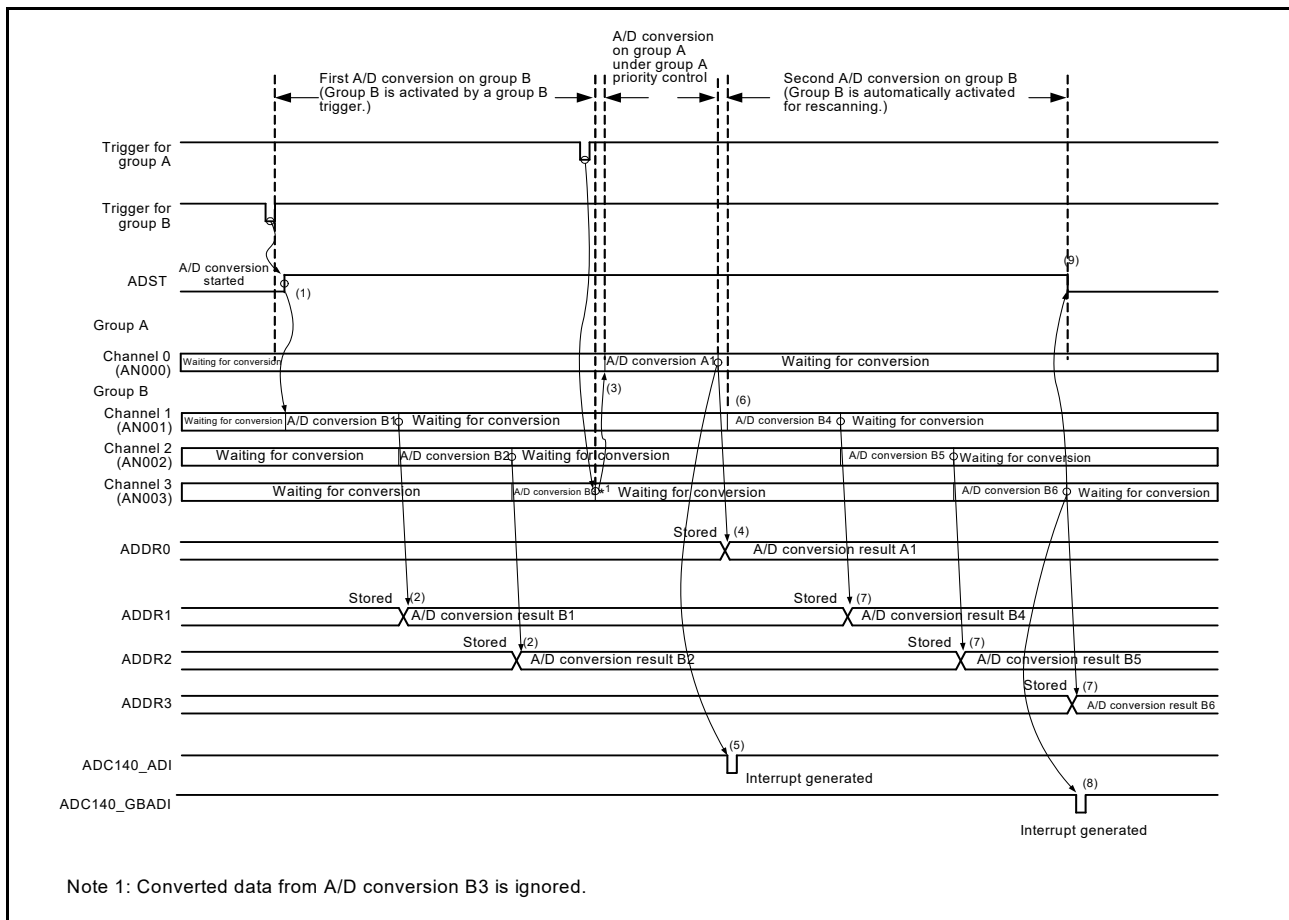 A/D conversion
on group A
under group A
priority control
First A/D conversion on group B
(Group B is activated by a group B
trigger.)
Second A/D conversion on group B
(Group B is automatically activated
for rescanning.)
Trigger for
group A
Trigger for
group B
A/D conversion
started
ADST
(1)
(9)
Group A
Channel 0
(AN000)
Waiting for conversion
A/D conversion A1
Waiting for conversion
(3)
Group B
(6)
Channel 1
(AN001)
Waiting for conversion
A/D conversion B1
Waiting for conversion
A/D conversion B4
Waiting for conversion
Channel 2
(AN002)
Waiting for conversion
A/D conversion B2
Waiting for conversion
A/D conversion B5
Waiting for conversion
Channel 3
(AN003)
Waiting for conversion
A/D conversion B3*1
Waiting for conversion
A/D conversion B6
Waiting for conversion
Stored
(4)
ADDR0
A/D conversion result A1
Stored
(2)
Stored
(7)
ADDR1
A/D conversion result B1
A/D conversion result B4
Stored
(2)
Stored
(7)
ADDR2
A/D conversion result B2
A/D conversion result B5
Stored
(7)
ADDR3
A/D conversion result B6
(5)
ADC140_ADI
Interrupt generated
(8)
ADC140_GBADI
Interrupt generated
Note 1: Converted data from A/D conversion B3 is ignored.